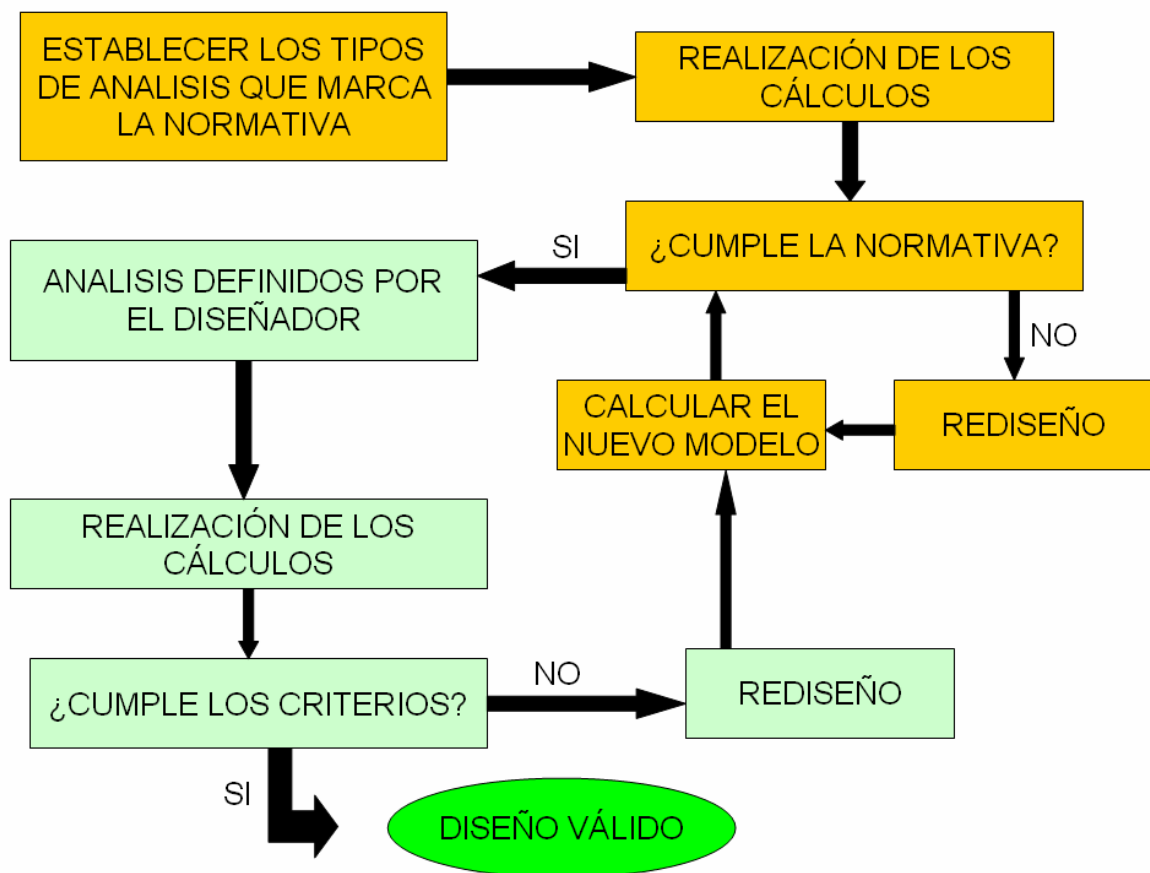 ESTABLECER LOS TIPOS
DE ANALISIS QUE MARCA
LA NORMATIVA
REALIZACIÓN DE LOS
CÁLCULOS
¿CUMPLE LA NORMATIVA?
SI
NO
ANALISIS DEFINIDOS POR
EL DISEÑADOR
CALCULAR EL
NUEVO MODELO
REDISEÑO
REALIZACIÓN DE LOS
CÁLCULOS
¿CUMPLE LOS CRITERIOS?
NO
REDISEÑO
SI
DISEÑO VÁLIDO